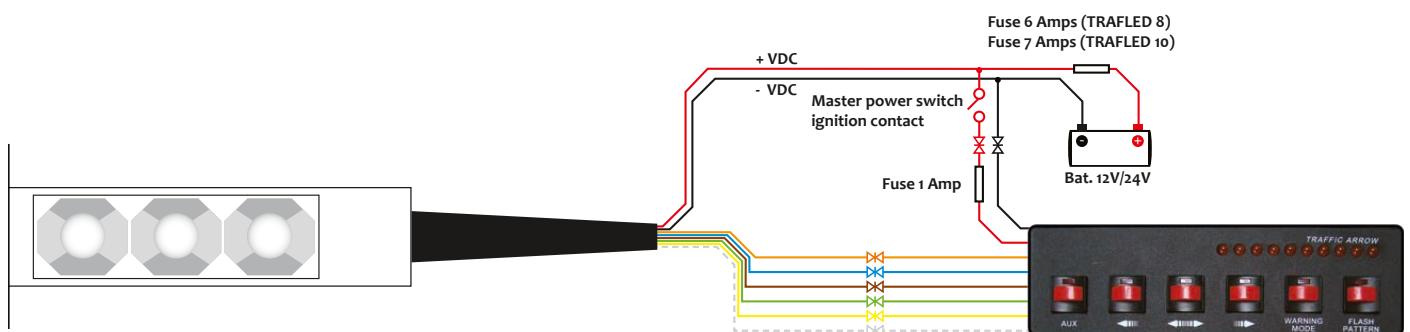 Fuse 6 Amps (TRAFLED 8)
Fuse 7 Amps (TRAFLED 10)
+ VDC
- VDC
Master power switch
ignition contact
- +
Fuse 1 Amp
Bat. 12V/24V
TRAFFIC ARROW
AUX
WARNING
MODE
FLASH
PATTERN